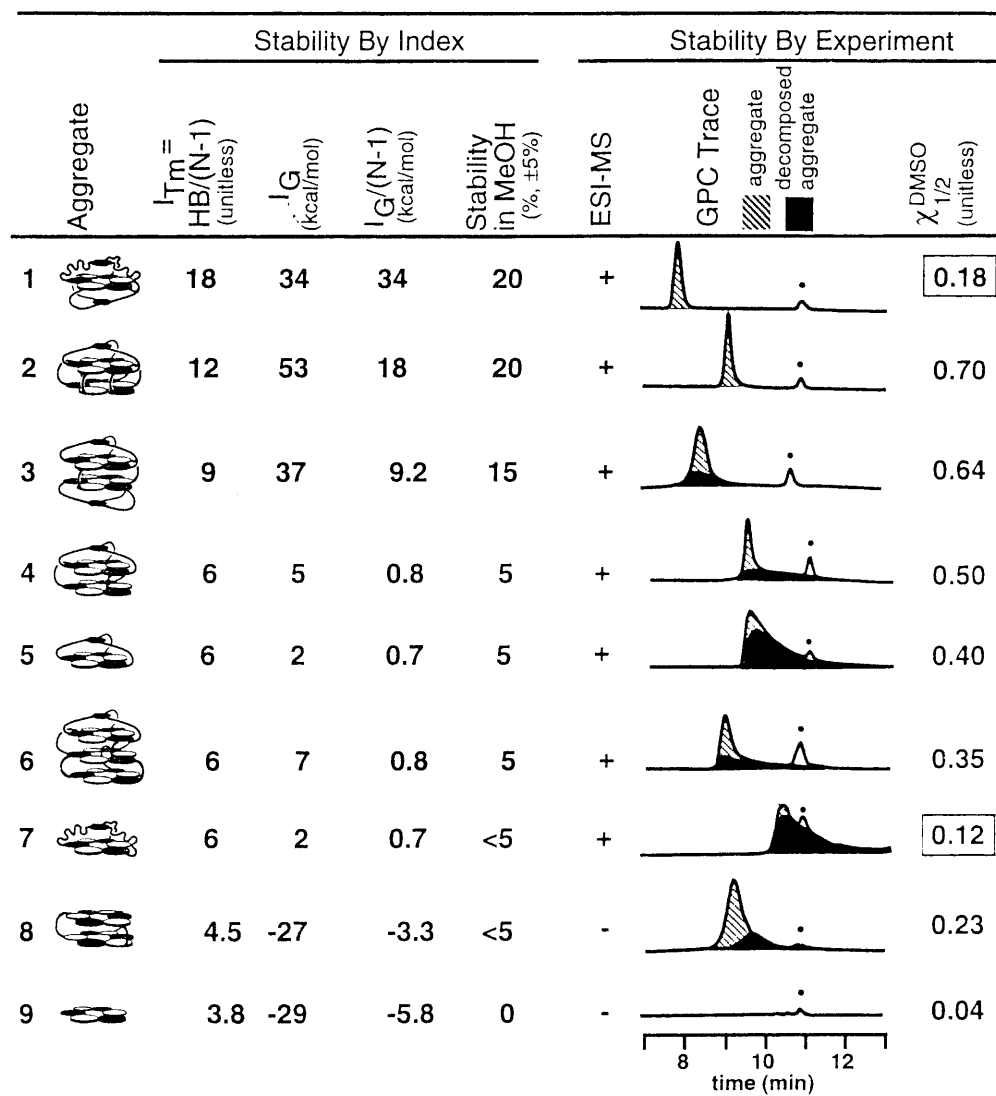 Stability By Index Stability By Experiment
Aggregate
I_Tm = HB/(N-1) (unitless)
I_G (kcal/mol)
I_G/(N-1) (kcal/mol)
Stability in MeOH (%, ±5%)
ESI-MS
GPC Trace
aggregate
decomposed aggregate
χ_1/2^DMSO (unitless)
1 18 34 34 20 + 0.18
2 12 53 18 20 + 0.70
3 9 37 9.2 15 + 0.64
4 6 5 0.8 5 + 0.50
5 6 2 0.7 5 + 0.40
6 6 7 0.8 5 + 0.35
7 6 2 0.7 <5 + 0.12
8 4.5 -27 -3.3 <5 - 0.23
9 3.8 -29 -5.8 0 - 0.04
8 10 12
time (min)